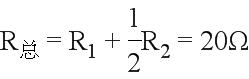 R总 = R1 + 1/2 R2 = 20Ω